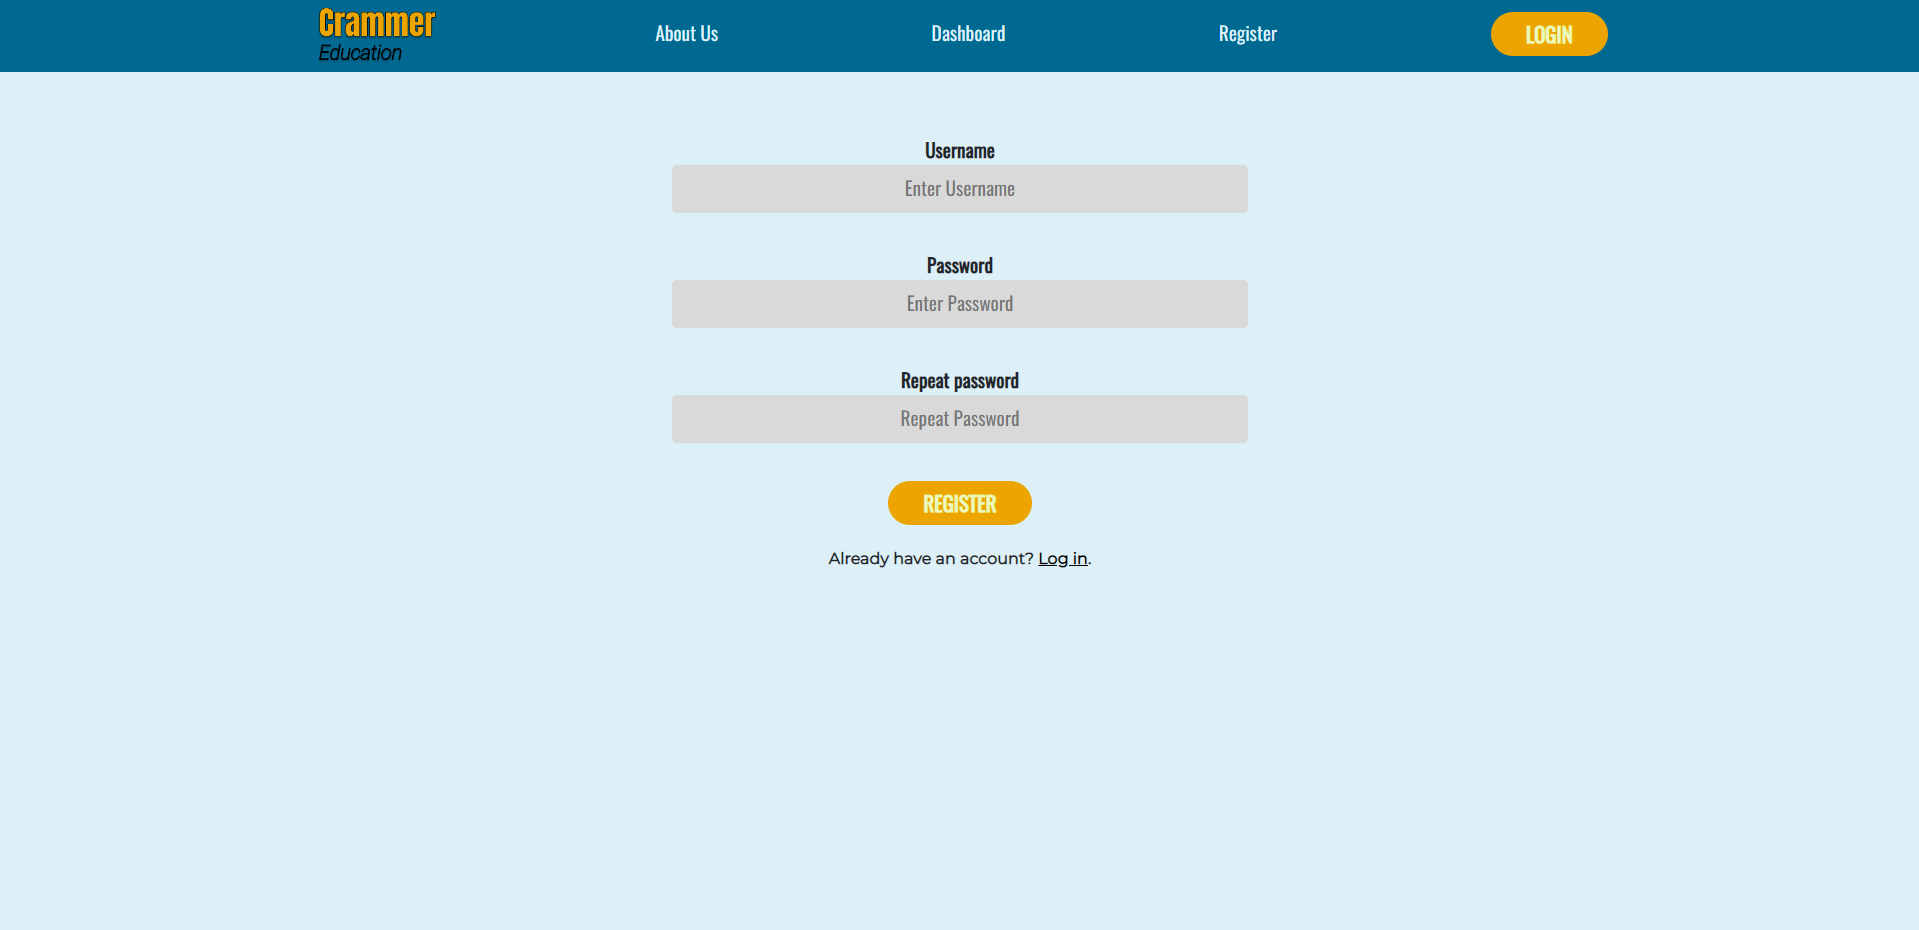 Crammer
Education
About Us
Dashboard
Register
LOGIN
Username
Enter Username
Password
Enter Password
Repeat password
Repeat Password
REGISTER
Already have an account? Log in.